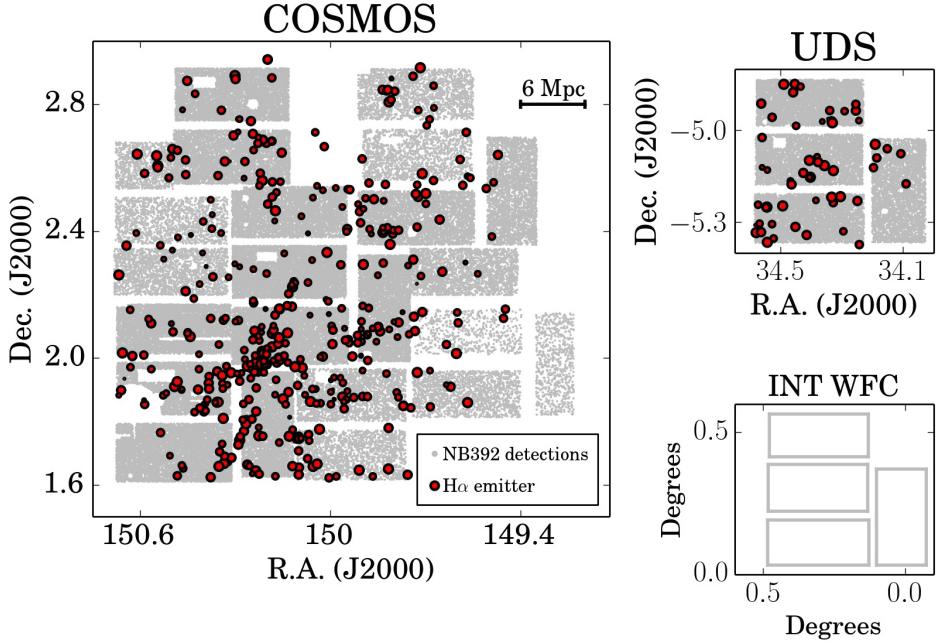 COSMOS
6 Mpc
2.8
2.4
2.0
1.6
Dec. (J2000)
NB392 detections
Hα emitter
150.6
150
149.4
R.A. (J2000)
UDS
−5.0
−5.3
Dec. (J2000)
34.5
34.1
R.A. (J2000)
INT WFC
0.5
0.0
Degrees
0.5
0.0
Degrees